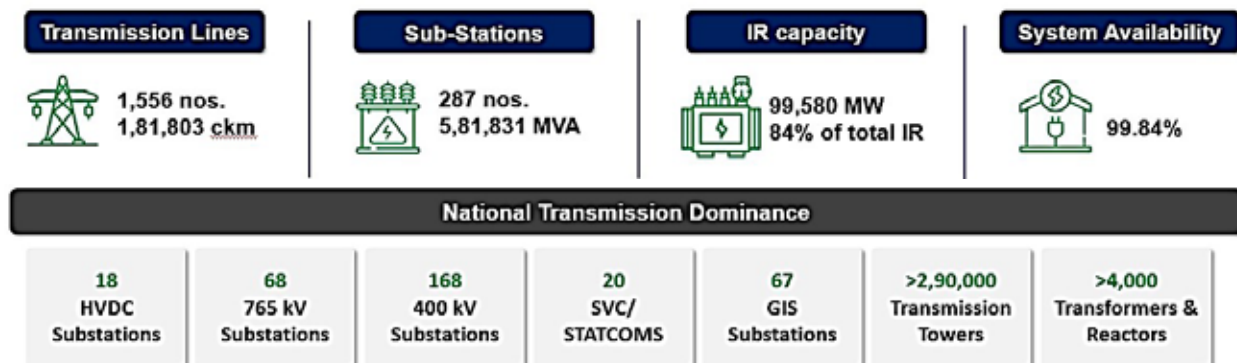 Transmission Lines
Sub-Stations
IR capacity
System Availability
1,556 nos.
1,81,803 ckm
287 nos.
5,81,831 MVA
99,580 MW
84% of total IR
99.84%
National Transmission Dominance
18
HVDC
Substations
68
765 kV
Substations
168
400 kV
Substations
20
SVC/
STATCOMS
67
GIS
Substations
>2,90,000
Transmission
Towers
>4,000
Transformers &
Reactors